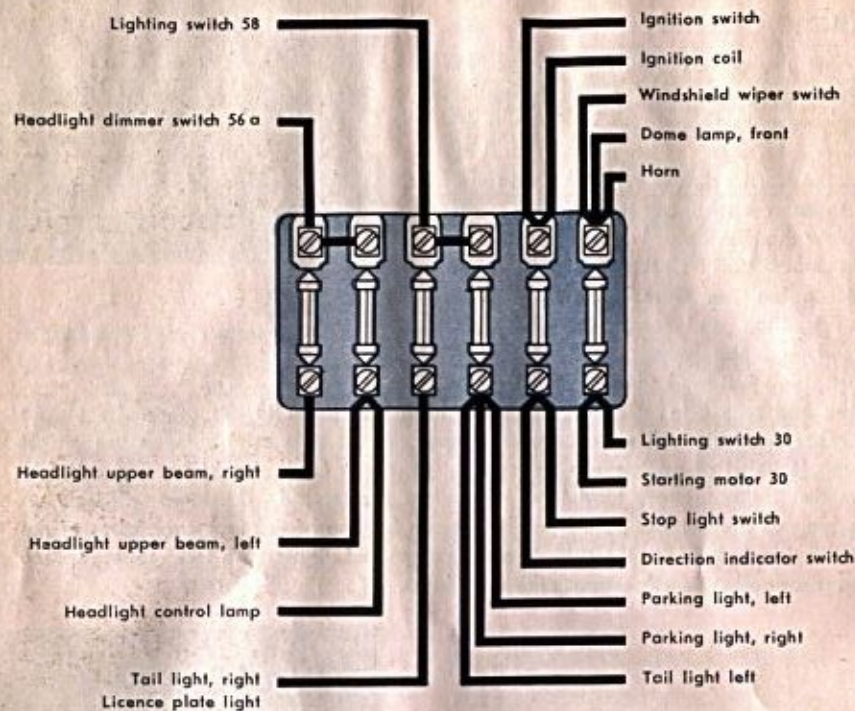 Lighting switch 58
Headlight dimmer switch 56 a
Ignition switch
Ignition coil
Windshield wiper switch
Dome lamp, front
Horn
Headlight upper beam, right
Headlight upper beam, left
Headlight control lamp
Tail light, right
Licence plate light
Lighting switch 30
Starting motor 30
Stop light switch
Direction indicator switch
Parking light, left
Parking light, right
Tail light left